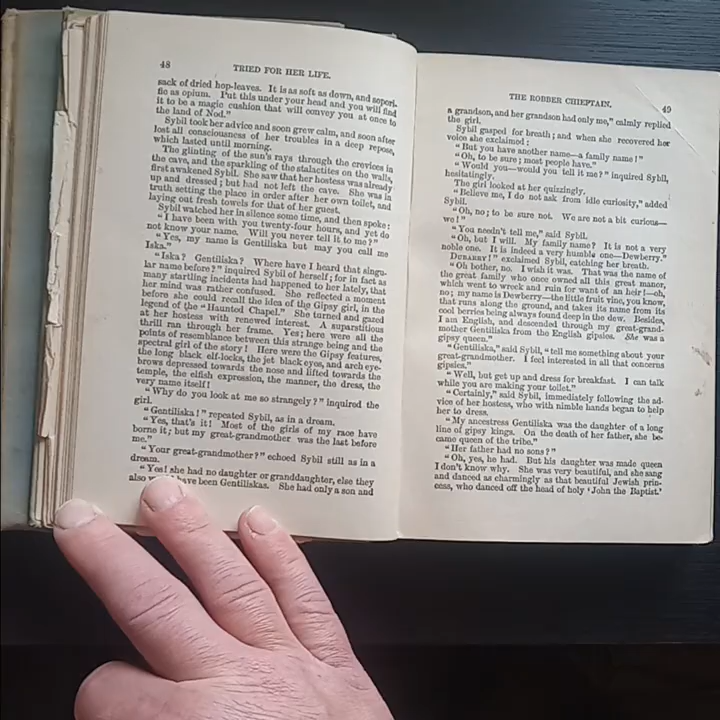 48
TRIED FOR HER LIFE.
sack of dried hop-leaves. It is as soft as down, and sopori-
fic as opium. Put this under your head and you will find
it to be a magic cushion that will convey you at once to
the land of Nod."
Sybil took her advice and soon grew calm, and soon after
lost all consciousness of her troubles in a deep repose,
which lasted until morning.
The glinting of the sun's rays through the crevices in
the cave, and the sparkling of the stalactites on the walls,
first awakened Sybil. She saw that her hostess was already
up and dressed; but had not left the cave. She was in
truth setting the place in order after her own toilet, and
laying out fresh towels for that of her guest.
Sybil watched her in silence some time, and then spoke:
"I have been with you twenty-four hours, and yet do
not know your name. Will you never tell it to me?"
"Yes, my name is Gentiliska but may you call me
Iska."
"Iska? Gentiliska? Where have I heard that singu-
lar name before?" inquired Sybil of herself; for in fact as
many startling incidents had happened to her lately, that
her mind was rather confused. She reflected a moment
before she could recall the idea of the Gipsy girl, in the
legend of the "Haunted Chapel." She turned and gazed
at her hostess with renewed interest. A suparstitious
thrill ran through her frame. Yes; here were all the
points of resemblance between this strange being and the
spectral girl of the story! Here were the Gipsy features,
the long black elf-locks, the jet black eyes, and arch eye-
brows depressed towards the nose and lifted towards the
temple, the elfish expression, the manner, the dress, the
very name itself!
"Why do you look at me so strangely?" inquired the
girl.
"Gentiliska!" repeated Sybil, as in a dream.
"Yes, that's it! Most of the girls of my race have
borne it; but my great-grandmother was the last before
me."
"Your great-grandmother?" echoed Sybil still as in a
dream.
"Yes! she had no daughter or granddaughter, else they
also have been Gentiliskas. She had only a son and
THE ROBBER CHIEFTAIN.
49
a grandson, and her grandson had only me," calmly replied
the girl.
Sybil gasped for breath; and when she recovered her
voice she exclaimed:
"But you have another name—a family name!"
"Oh, to be sure; most people have."
"Would you—would you tell it me?" inquired Sybil,
hesitatingly.
The girl looked at her quizzingly.
"Believe me, I do not ask from idle curiosity," added
Sybil.
"Oh, no; to be sure not. We are not a bit curious—
we!"
"You needn't tell me," said Sybil.
"Oh, but I will. My family name? It is not a very
noble one. It is indeed a very humble one—Dewberry."
DUBARRY!" exclaimed Sybil, catching her breath.
"Oh bother, no. I wish it was. That was the name of
the great family who once owned all this great manor,
which went to wreck and ruin for want of an heir!—oh,
no; my name is Dewberry—the little fruit vine, you know,
that runs along the ground, and takes its name from its
cool berries being always found deep in the dew. Besides,
I am English, and descended through my great-grand-
mother Gentiliska from the English gipsies. She was a
gipsy queen."
"Gentiliska," said Sybil, "tell me something about your
great-grandmother. I feel interested in all that concerns
gipsies."
"Well, but get up and dress for breakfast. I can talk
while you are making your toilet."
"Certainly," said Sybil, immediately following the ad-
vice of her hostess, who with nimble hands began to help
her to dress.
"My ancestress Gentiliska was the daughter of a long
line of gipsy kings. On the death of her father, she be-
came queen of the tribe."
"Her father had no sons?"
"Oh, yes, he had. But his daughter was made queen
I don't know why. She was very beautiful, and she sang
and danced as charmingly as that beautiful Jewish prin-
cess, who danced off the head of holy 'John the Baptist.'